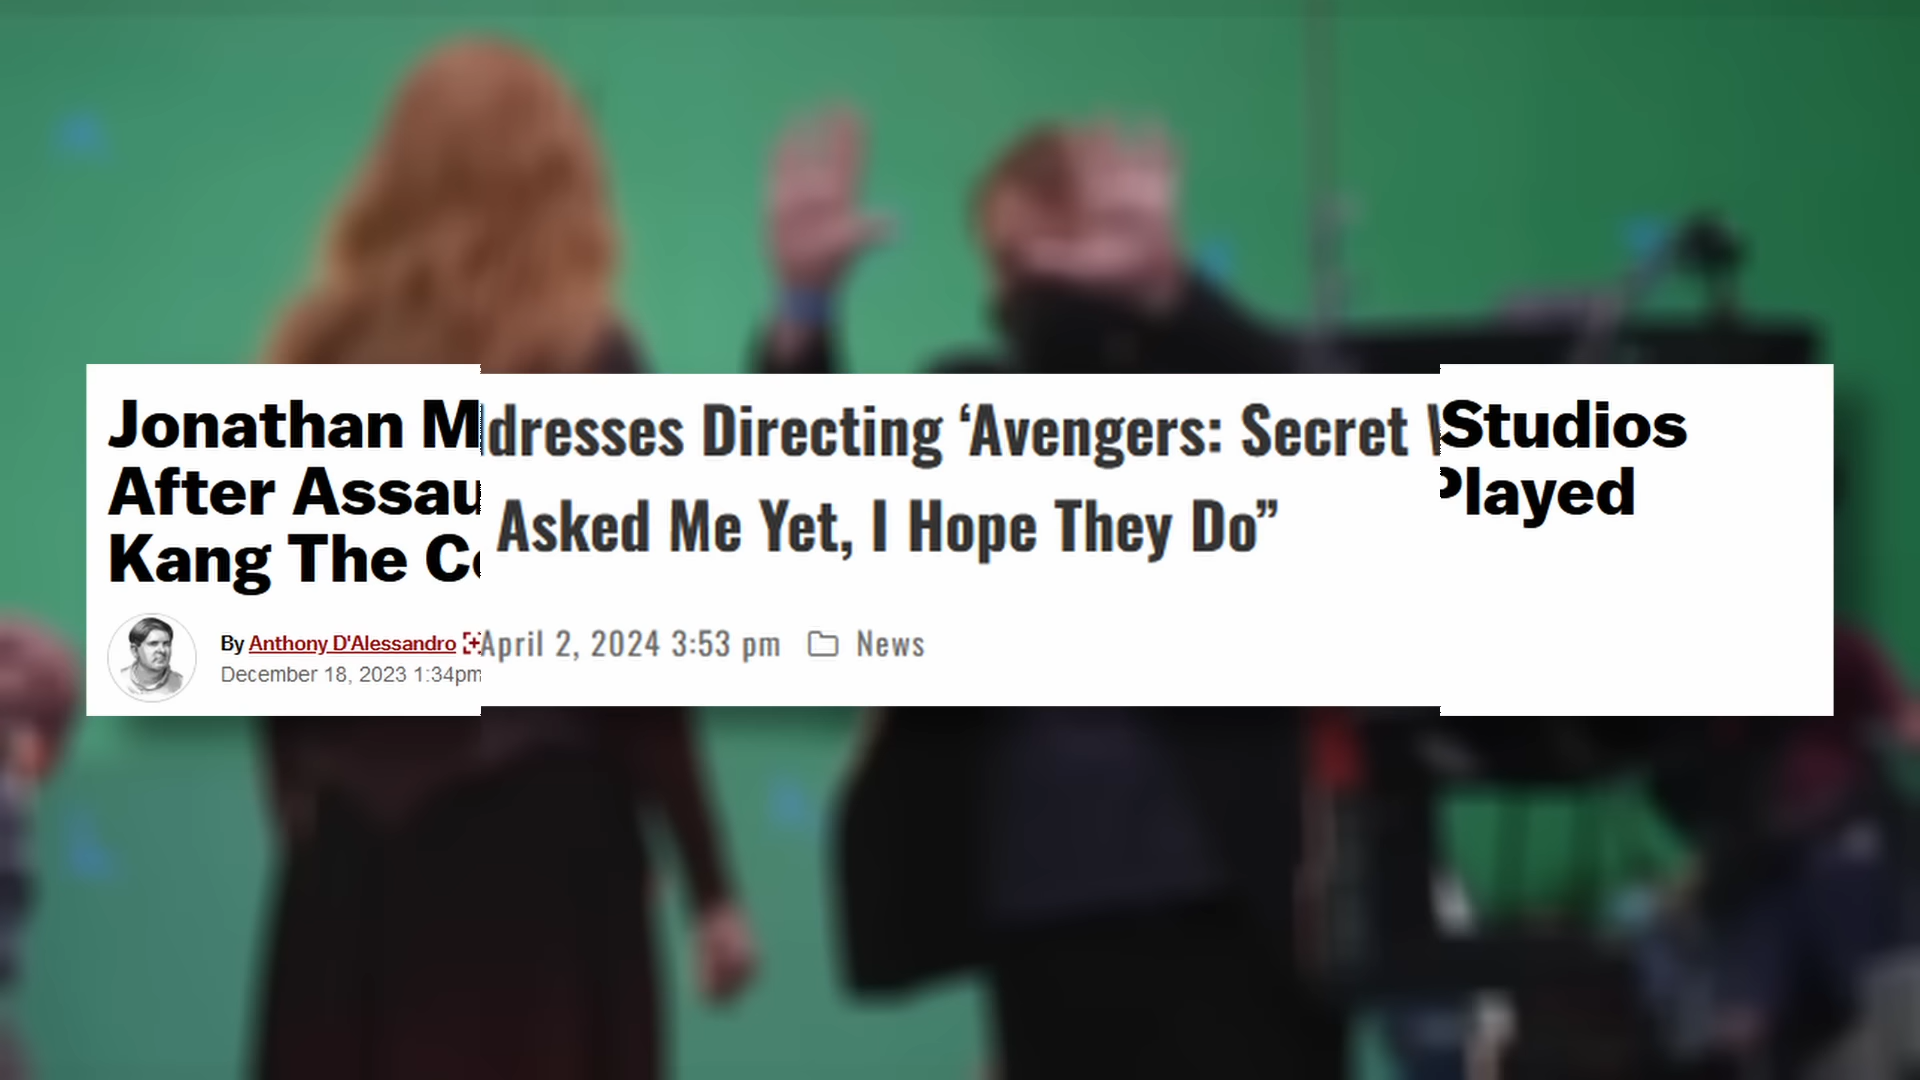 Jonathan M
After Assau
Kang The Co
By Anthony D'Alessandro
December 18, 2023 1:34pm
dresses Directing ‘Avengers: Secret
Asked Me Yet, I Hope They Do”
April 2, 2024 3:53 pm News
Studios
Played